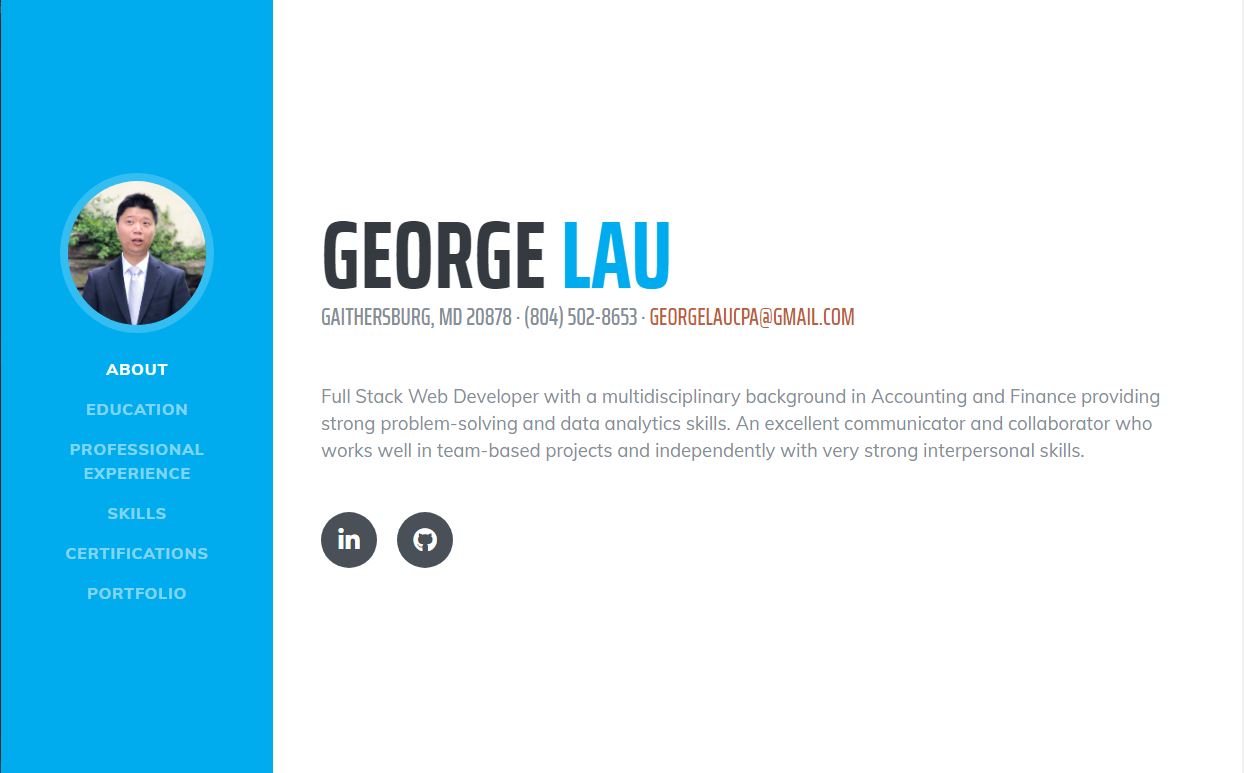 ABOUT
EDUCATION
PROFESSIONAL
EXPERIENCE
SKILLS
CERTIFICATIONS
PORTFOLIO
GEORGE LAU
GAITHERSBURG, MD 20878 · (804) 502-8653 · GEORGELAUCPA@GMAIL.COM
Full Stack Web Developer with a multidisciplinary background in Accounting and Finance providing
strong problem-solving and data analytics skills. An excellent communicator and collaborator who
works well in team-based projects and independently with very strong interpersonal skills.
in